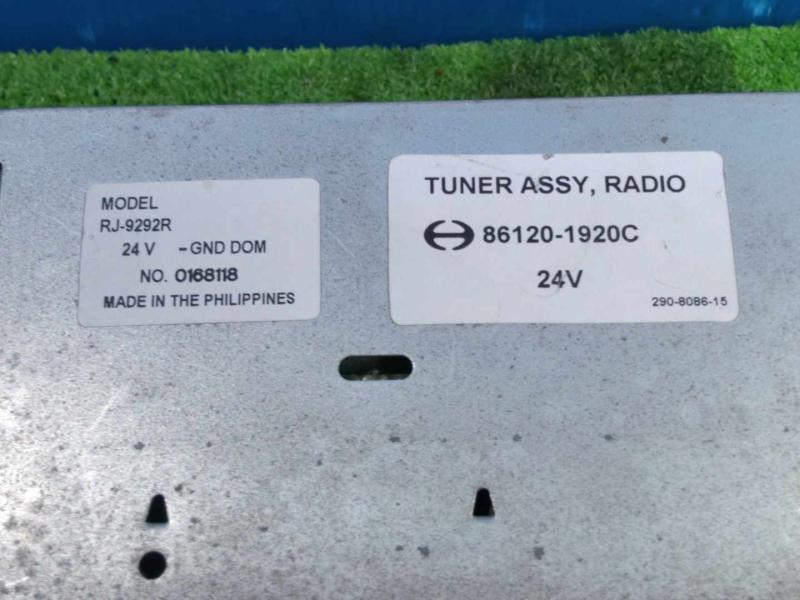 MODEL
RJ-9292R
24 V -GND DOM
NO. 0168118
MADE IN THE PHILIPPINES
TUNER ASSY, RADIO
86120-1920C
24V
290-8086-15